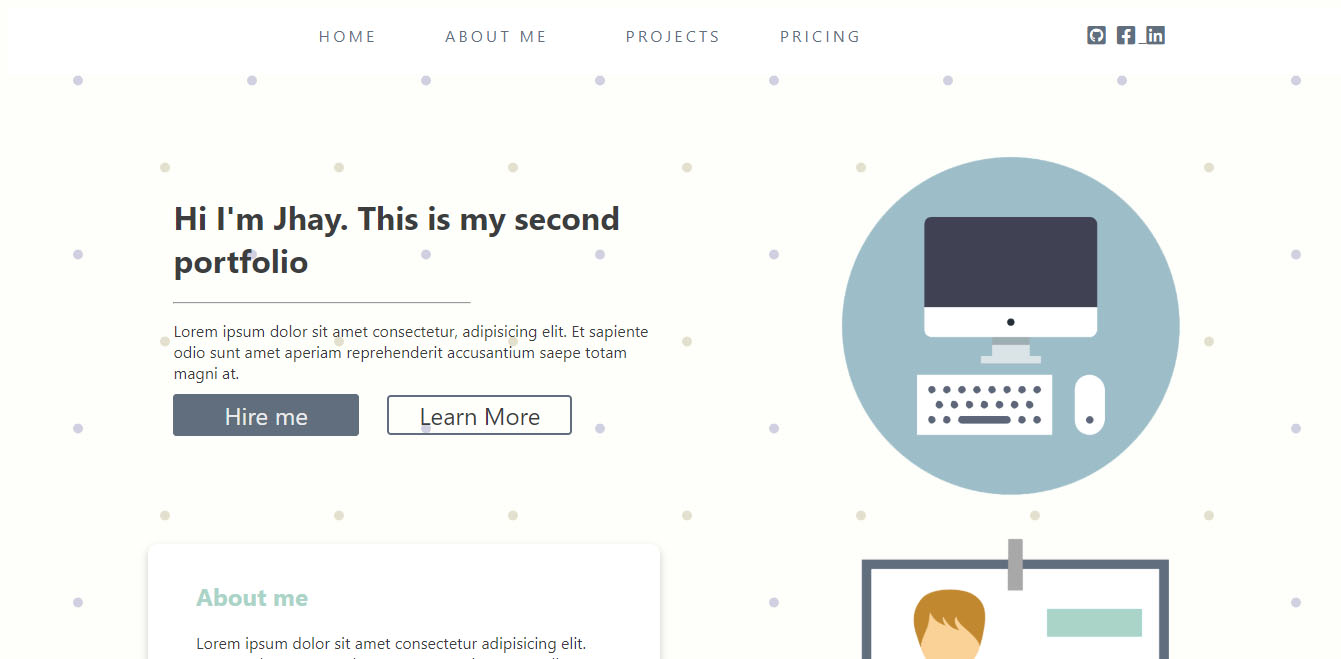 HOME ABOUT ME PROJECTS PRICING
Hi I'm Jhay. This is my second
portfolio
Lorem ipsum dolor sit amet consectetur, adipisicing elit. Et sapiente
odio sunt amet aperiam reprehenderit accusantium saepe totam
magni at.
Hire me Learn More
About me
Lorem ipsum dolor sit amet consectetur adipisicing elit.